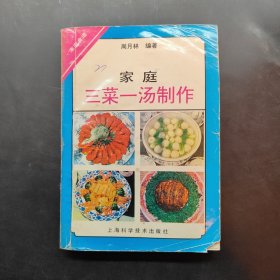 周月林 编著
家庭
三菜一汤制作
上海科学技术出版社